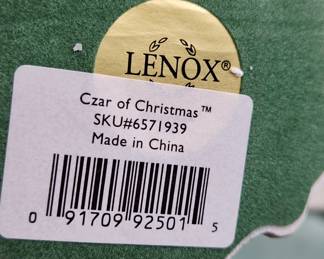 LENOX®
Czar of Christmas™
SKU#6571939
Made in China
0 91709 92501 5